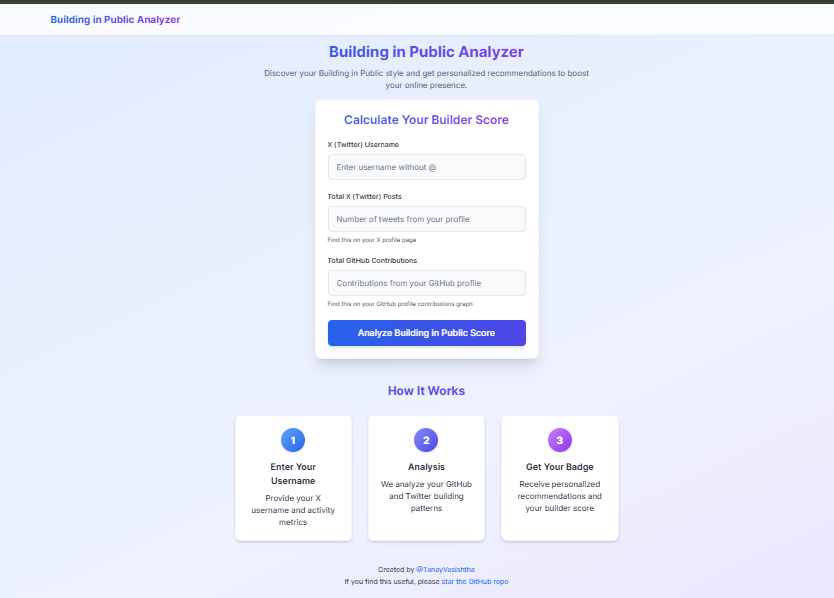 Building in Public Analyzer
Building in Public Analyzer
Discover your Building in Public style and get personalized recommendations to boost
your online presence.
Calculate Your Builder Score
X (Twitter) Username
Enter username without @
Total X (Twitter) Posts
Number of tweets from your profile
Find this on your X profile page
Total GitHub Contributions
Contributions from your GitHub profile
Find this on your GitHub profile contributions graph
Analyze Building in Public Score
How It Works
1
Enter Your
Username
Provide your X
username and activity
metrics
2
Analysis
We analyze your GitHub
and Twitter building
patterns
3
Get Your Badge
Receive personalized
recommendations and
your builder score
Created by @TanayVasishtha
If you find this useful, please star the GitHub repo